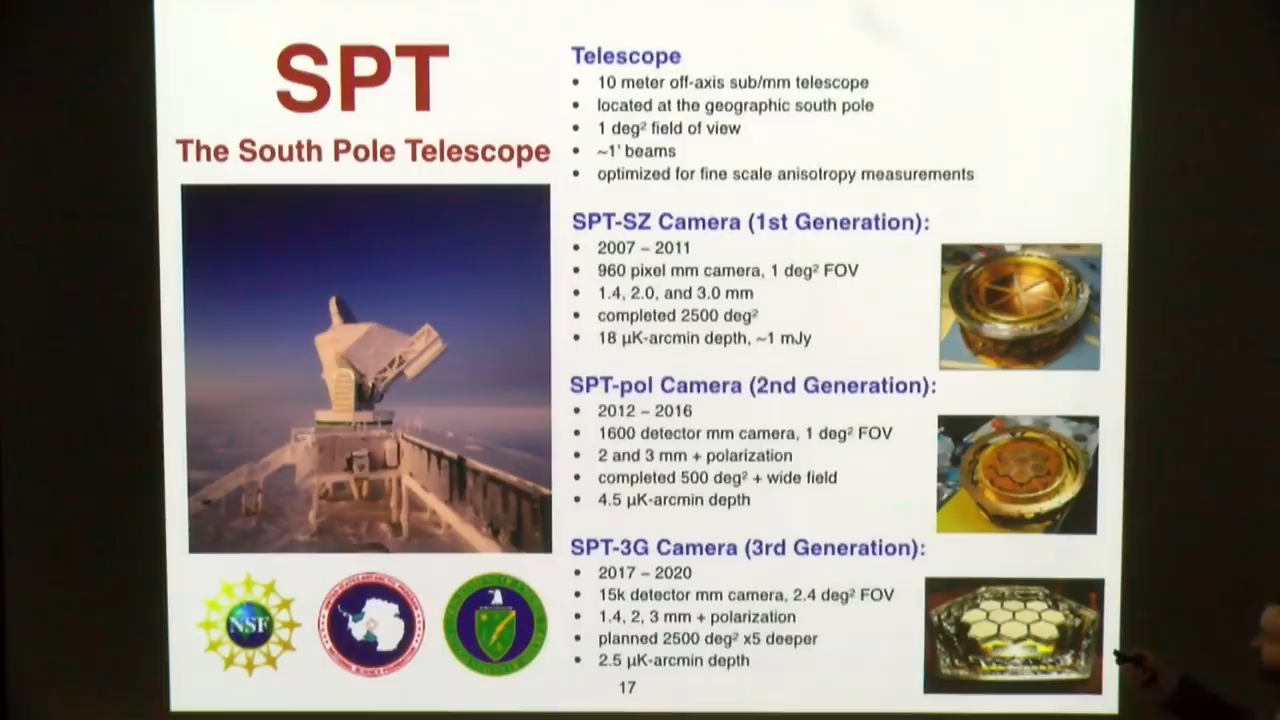 SPT
The South Pole Telescope
NSF
Telescope
• 10 meter off-axis sub/mm telescope
• located at the geographic south pole
• 1 deg² field of view
• ~1' beams
• optimized for fine scale anisotropy measurements
SPT-SZ Camera (1st Generation):
• 2007 – 2011
• 960 pixel mm camera, 1 deg² FOV
• 1.4, 2.0, and 3.0 mm
• completed 2500 deg²
• 18 µK-arcmin depth, ~1 mJy
SPT-pol Camera (2nd Generation):
• 2012 – 2016
• 1600 detector mm camera, 1 deg² FOV
• 2 and 3 mm + polarization
• completed 500 deg² + wide field
• 4.5 µK-arcmin depth
SPT-3G Camera (3rd Generation):
• 2017 – 2020
• 15k detector mm camera, 2.4 deg² FOV
• 1.4, 2, 3 mm + polarization
• planned 2500 deg² x5 deeper
• 2.5 µK-arcmin depth
17